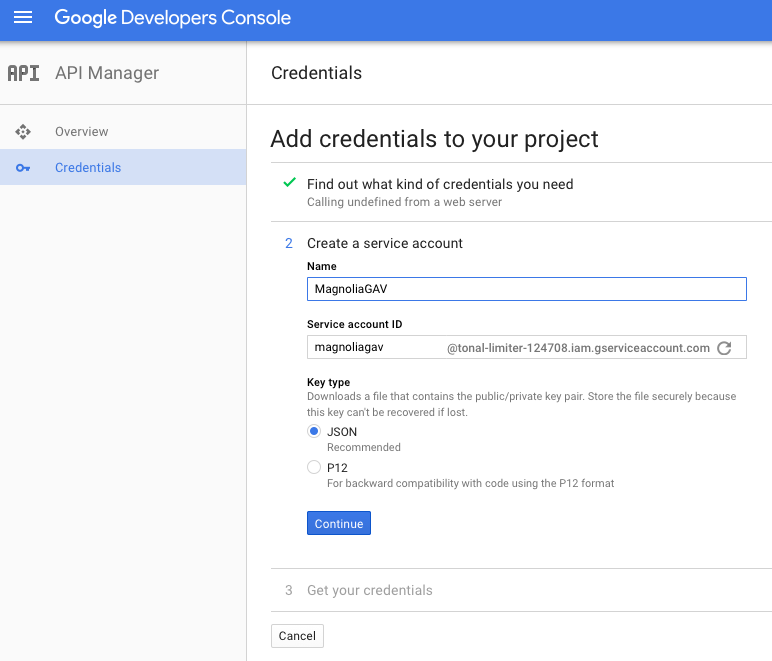 Google Developers Console
API API Manager
Credentials
Overview
Credentials
Add credentials to your project
Find out what kind of credentials you need
Calling undefined from a web server
2 Create a service account
Name
MagnoliaGAV
Service account ID
magnoliagav @tonal-limiter-124708.iam.gserviceaccount.com
Key type
Downloads a file that contains the public/private key pair. Store the file securely because
this key can't be recovered if lost.
JSON
Recommended
P12
For backward compatibility with code using the P12 format
Continue
3 Get your credentials
Cancel